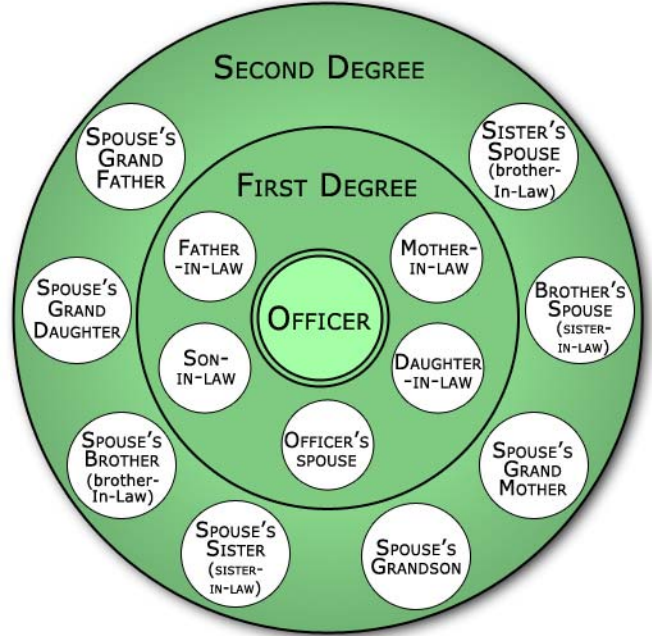 SECOND DEGREE
SPOUSE'S
GRAND
FATHER
SISTER'S
SPOUSE
(brother-
In-Law)
FIRST DEGREE
FATHER
-IN-LAW
MOTHER-
IN-LAW
SPOUSE'S
GRAND
DAUGHTER
OFFICER
BROTHER'S
SPOUSE
(SISTER-
IN-LAW)
SON-
IN-LAW
DAUGHTER
-IN-LAW
OFFICER'S
SPOUSE
SPOUSE'S
BROTHER
(brother-
In-Law)
SPOUSE'S
GRAND
MOTHER
SPOUSE'S
SISTER
(SISTER-
IN-LAW)
SPOUSE'S
GRANDSON